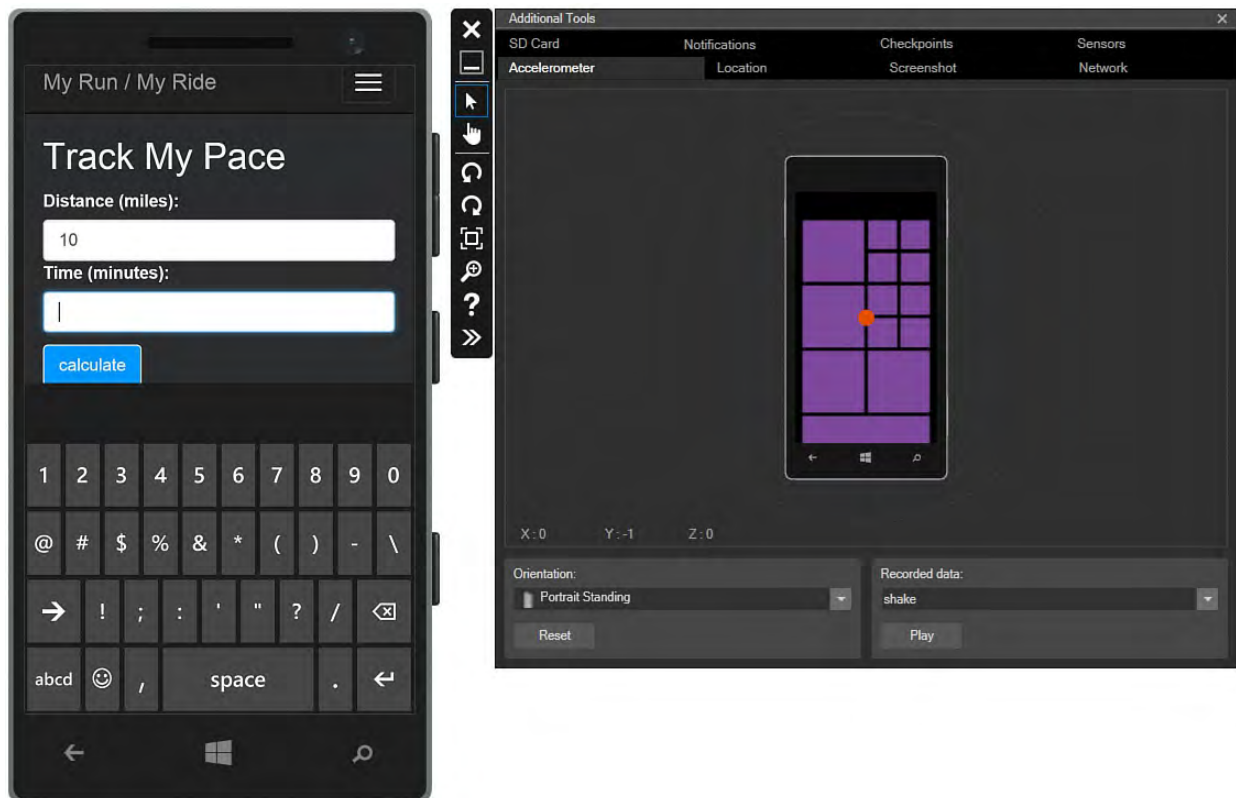 My Run / My Ride
Track My Pace
Distance (miles):
10
Time (minutes):
calculate
1 2 3 4 5 6 7 8 9 0
@ # $ % & * ( ) - \
! ; : ' " ? /
abcd , space .
?
Additional Tools
SD Card Notifications Checkpoints Sensors
Accelerometer Location Screenshot Network
X:0 Y:-1 Z:0
Orientation: Recorded data:
Portrait Standing shake
Reset Play